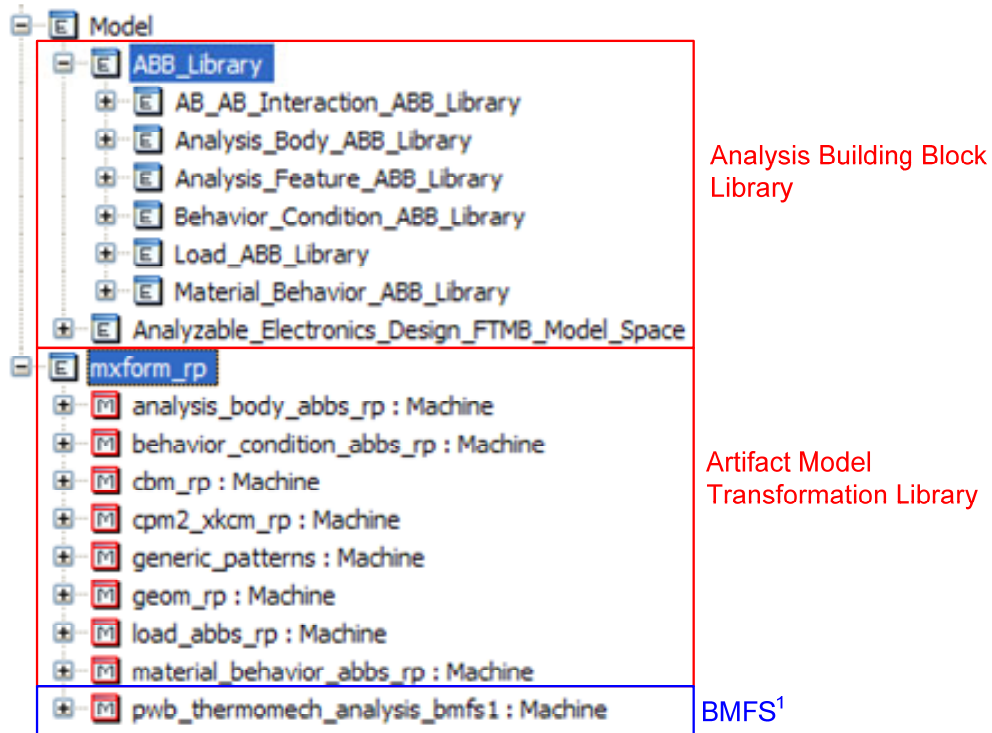 Model
ABB_Library
AB_AB_Interaction_ABB_Library
Analysis_Body_ABB_Library
Analysis_Feature_ABB_Library
Behavior_Condition_ABB_Library
Load_ABB_Library
Material_Behavior_ABB_Library
Analyzable_Electronics_Design_FTMB_Model_Space
Analysis Building Block
Library
mxform_rp
analysis_body_abbs_rp : Machine
behavior_condition_abbs_rp : Machine
cbm_rp : Machine
cpm2_xkcm_rp : Machine
generic_patterns : Machine
geom_rp : Machine
load_abbs_rp : Machine
material_behavior_abbs_rp : Machine
Artifact Model
Transformation Library
pwb_thermomech_analysis_bmfs1 : Machine
BMFS¹